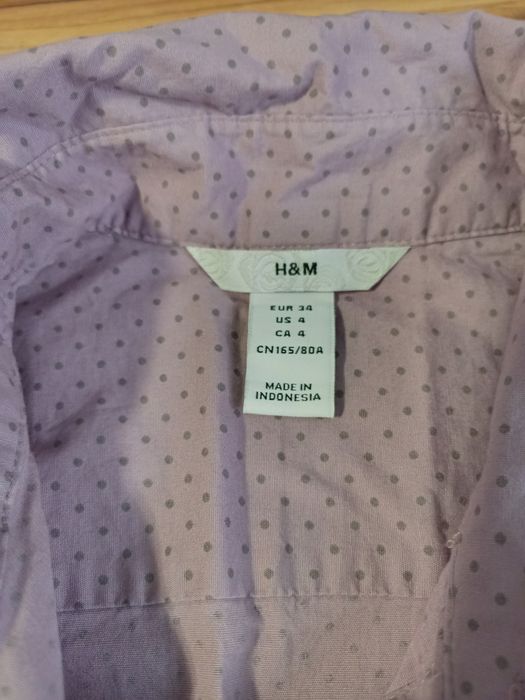 H&M
EUR 34
US 4
CA 4
CN165/80A
MADE IN
INDONESIA